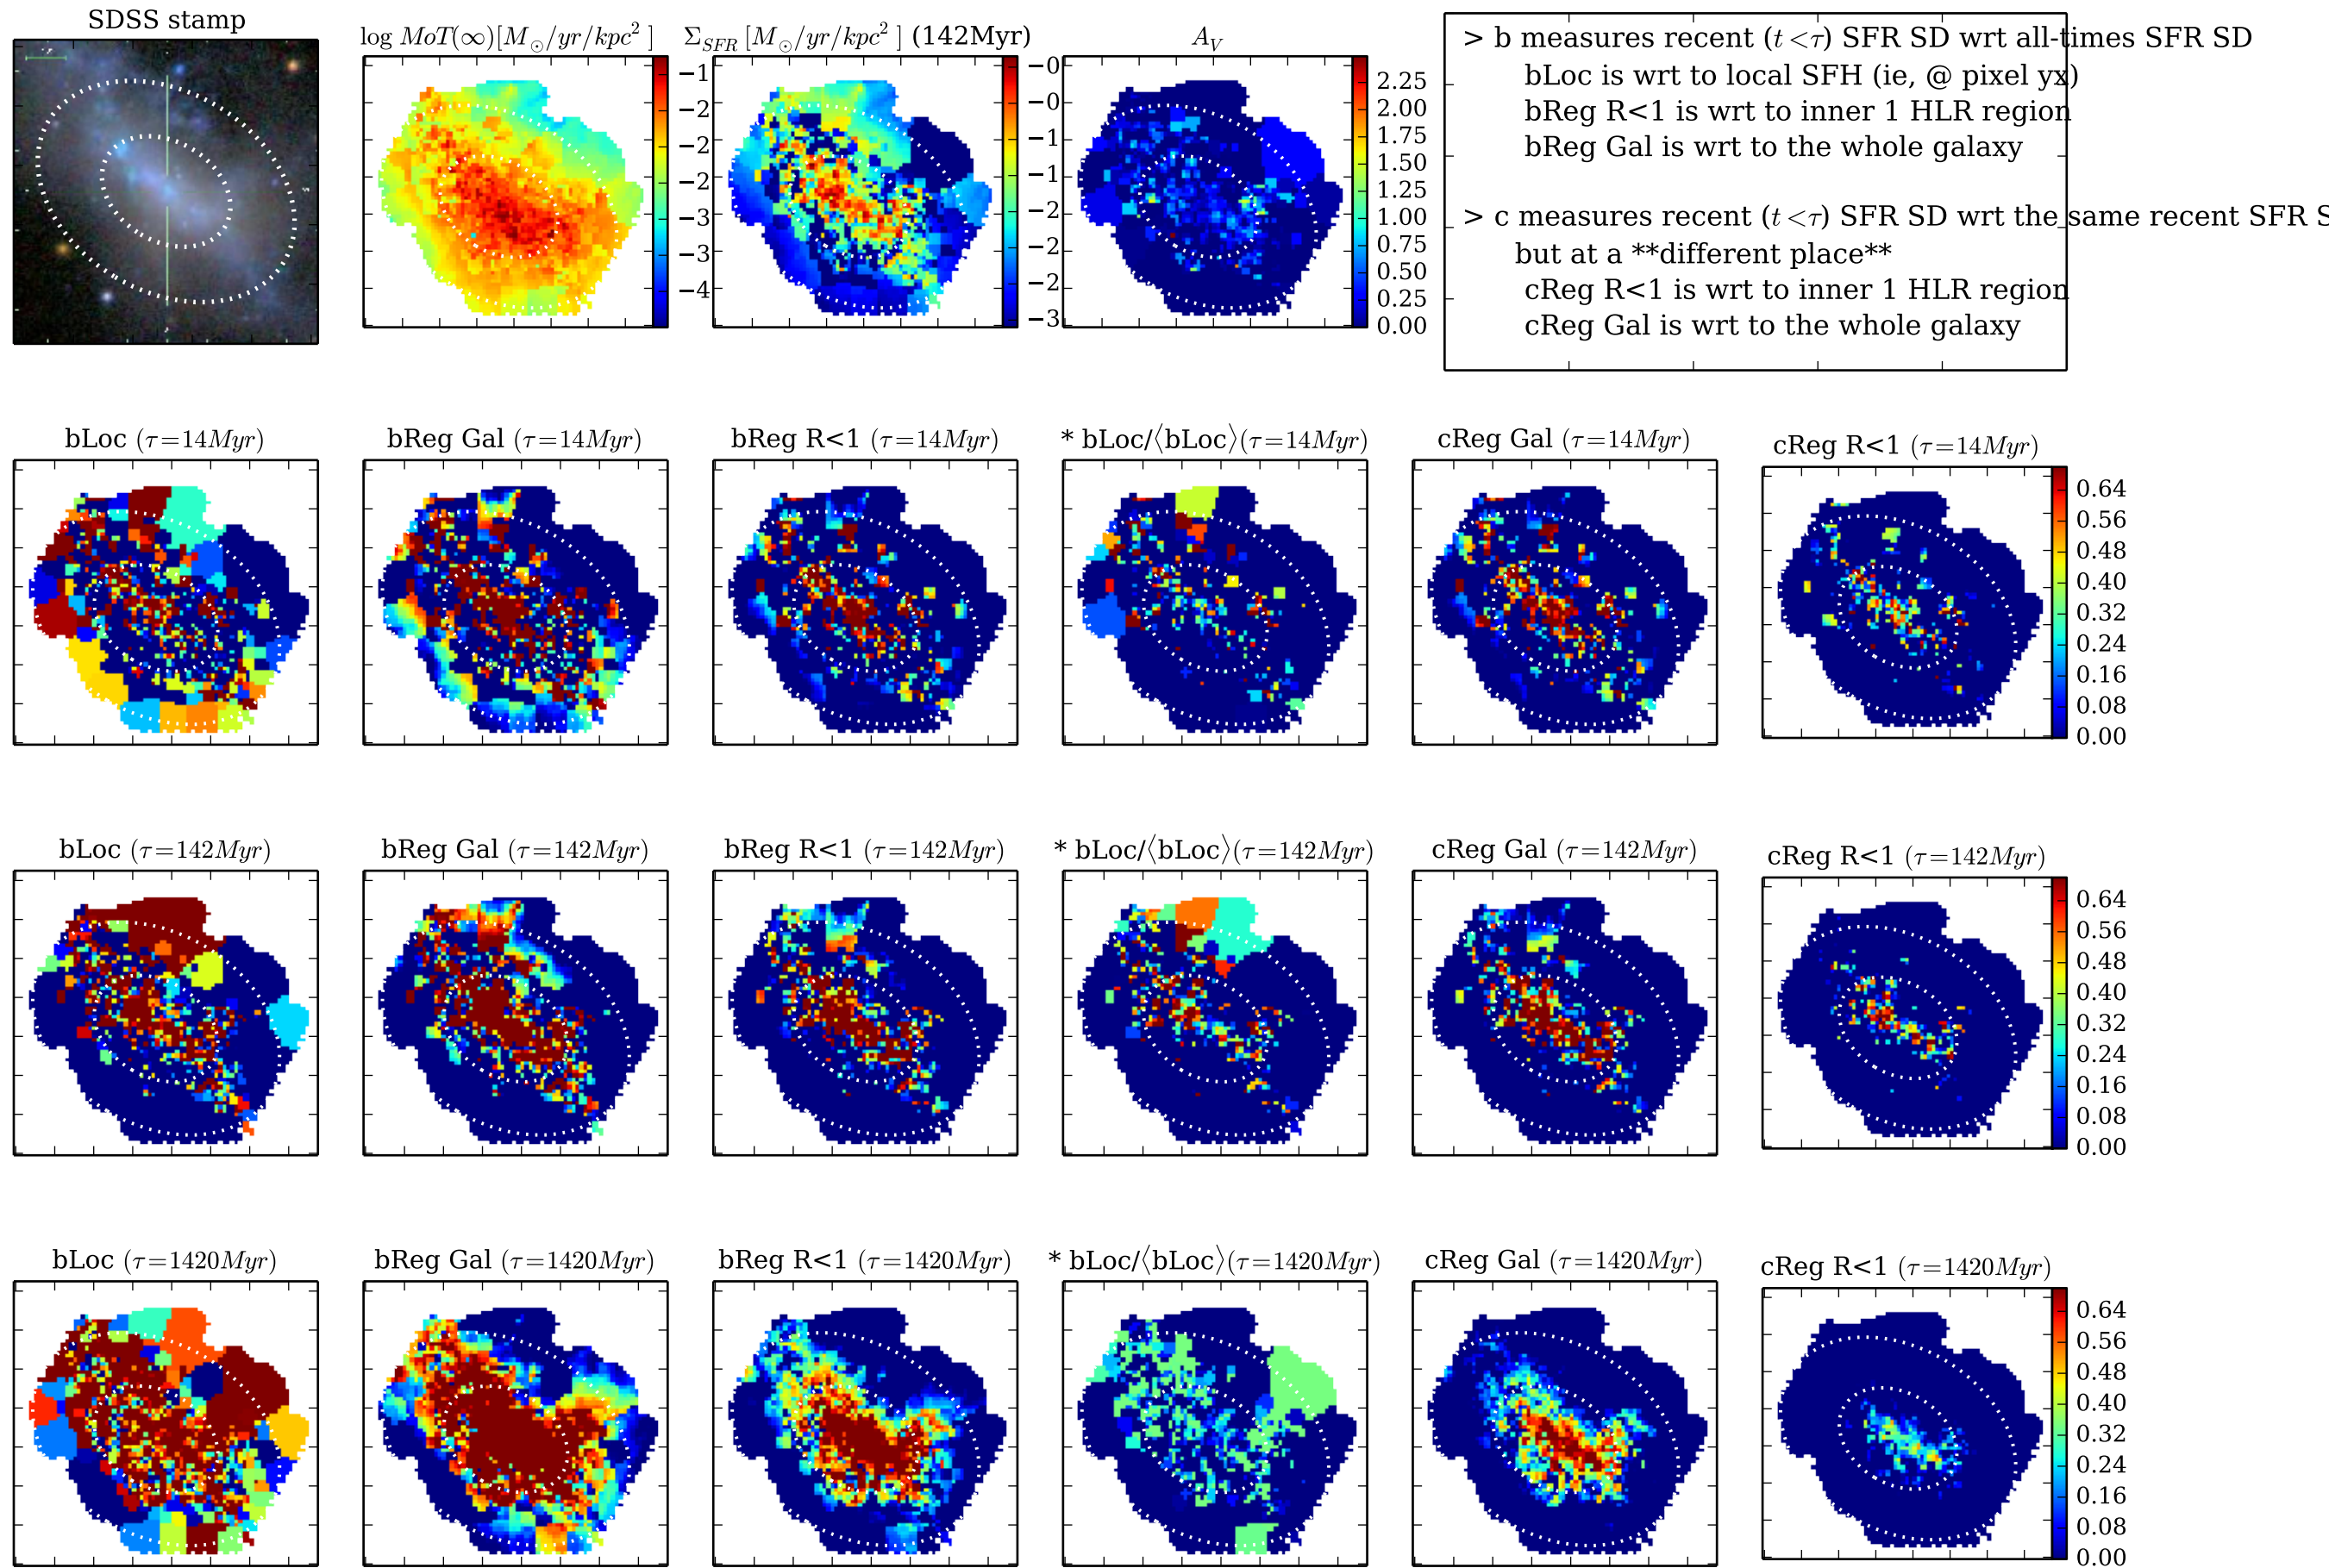 SDSS stamp
log MoT(∞)[M⊙/yr/kpc²]
Σ_SFR [M⊙/yr/kpc²] (142Myr)
A_V
−1
−2
−2
−2
−3
−3
−4
−0
−0
−1
−1
−2
−2
−2
−3
2.25
2.00
1.75
1.50
1.25
1.00
0.75
0.50
0.25
0.00
> b measures recent (t<τ) SFR SD wrt all-times SFR SD
bLoc is wrt to local SFH (ie, @ pixel yx)
bReg R<1 is wrt to inner 1 HLR region
bReg Gal is wrt to the whole galaxy
> c measures recent (t<τ) SFR SD wrt the same recent SFR S
but at a **different place**
cReg R<1 is wrt to inner 1 HLR region
cReg Gal is wrt to the whole galaxy
bLoc (τ=14Myr)
bReg Gal (τ=14Myr)
bReg R<1 (τ=14Myr)
* bLoc/⟨bLoc⟩(τ=14Myr)
cReg Gal (τ=14Myr)
cReg R<1 (τ=14Myr)
0.64
0.56
0.48
0.40
0.32
0.24
0.16
0.08
0.00
bLoc (τ=142Myr)
bReg Gal (τ=142Myr)
bReg R<1 (τ=142Myr)
* bLoc/⟨bLoc⟩(τ=142Myr)
cReg Gal (τ=142Myr)
cReg R<1 (τ=142Myr)
0.64
0.56
0.48
0.40
0.32
0.24
0.16
0.08
0.00
bLoc (τ=1420Myr)
bReg Gal (τ=1420Myr)
bReg R<1 (τ=1420Myr)
* bLoc/⟨bLoc⟩(τ=1420Myr)
cReg Gal (τ=1420Myr)
cReg R<1 (τ=1420Myr)
0.64
0.56
0.48
0.40
0.32
0.24
0.16
0.08
0.00